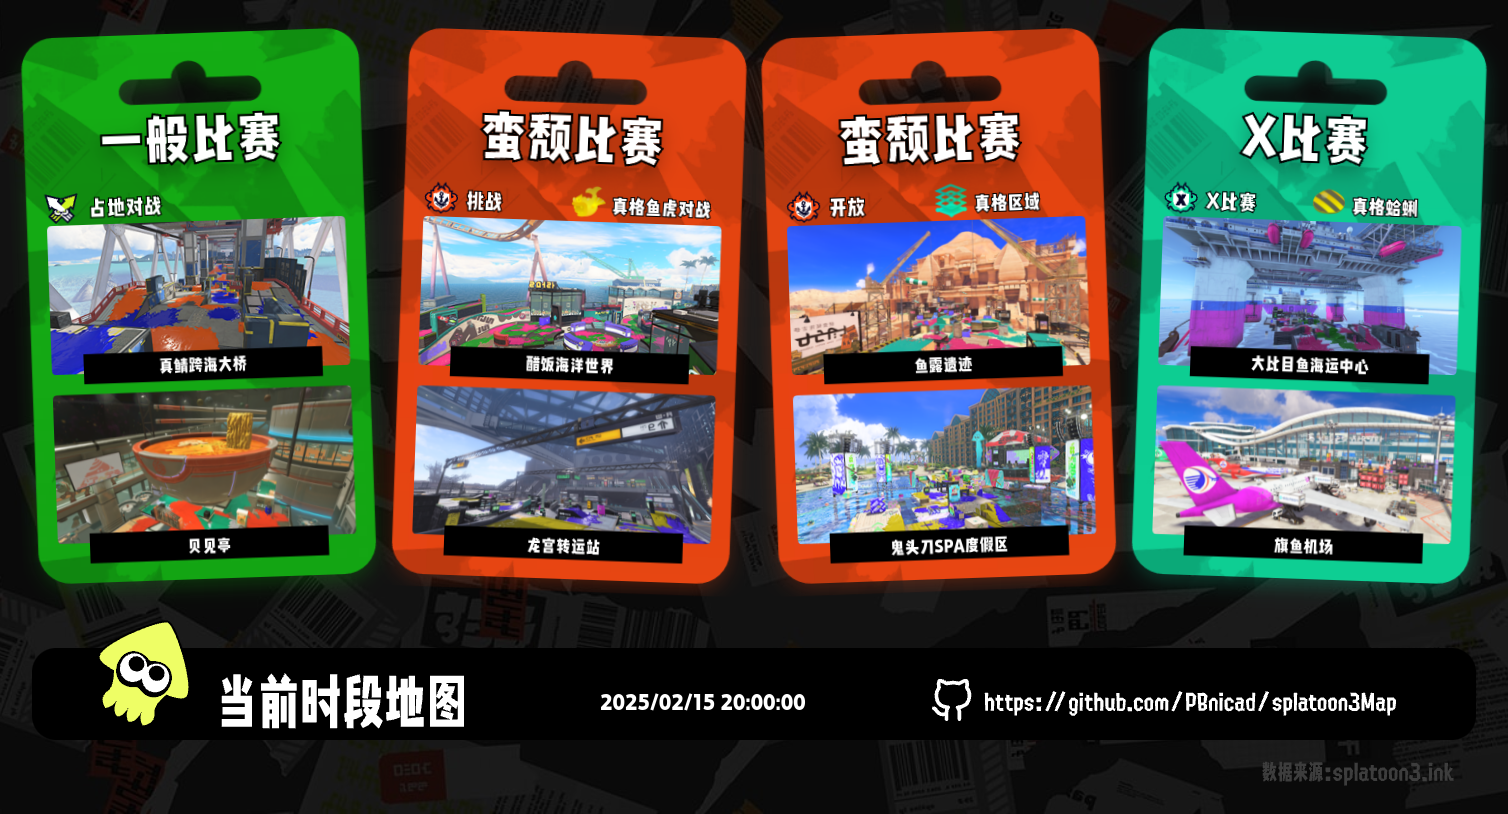 一般比赛
占地对战
真鲭跨海大桥
贝见亭
蛮颓比赛
挑战
真格鱼虎对战
醋饭海洋世界
龙宫转运站
蛮颓比赛
开放
真格区域
鱼露遗迹
鬼头刀SPA度假区
X比赛
X比赛
真格蛤蜊
大比目鱼海运中心
旗鱼机场
当前时段地图
2025/02/15 20:00:00
https://github.com/PBnicad/splatoon3Map
数据来源:splatoon3.ink